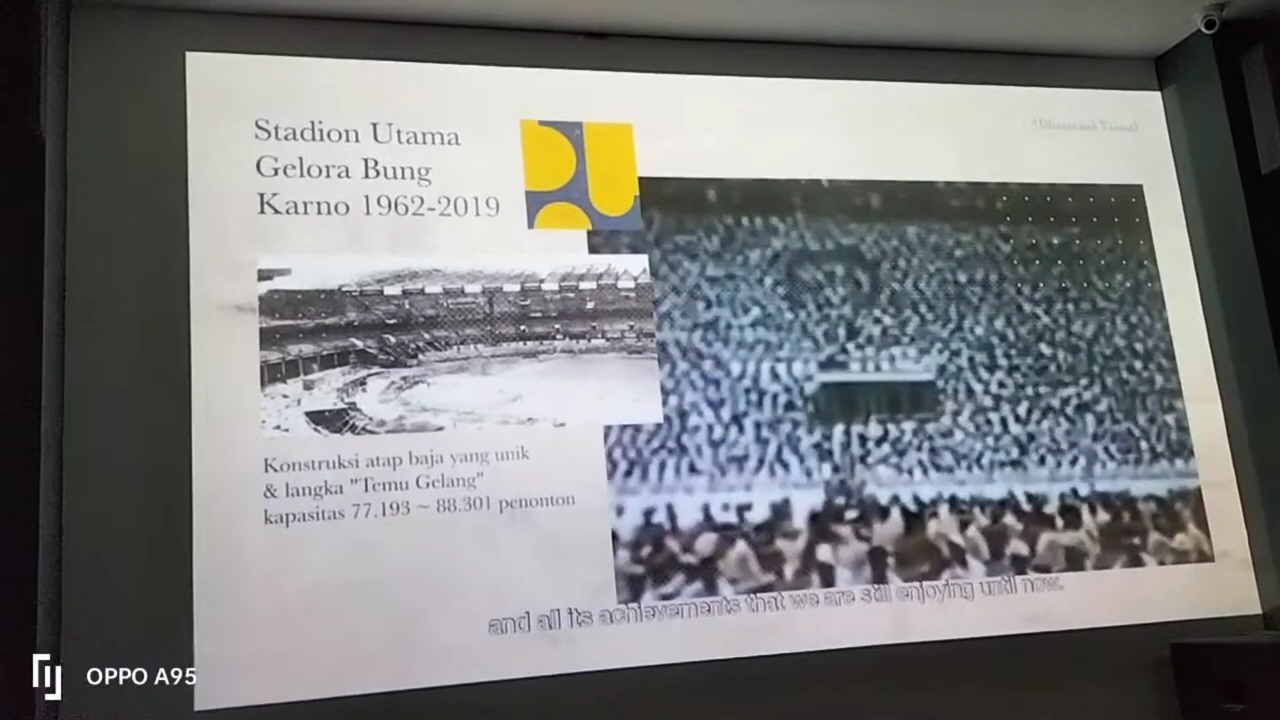 Stadion Utama
Gelora Bung
Karno 1962-2019
Konstruksi atap baja yang unik
& langka "Temu Gelang"
kapasitas 77.193 ~ 88.301 penonton
and all its achievements that we are still enjoying until now.
OPPO A95